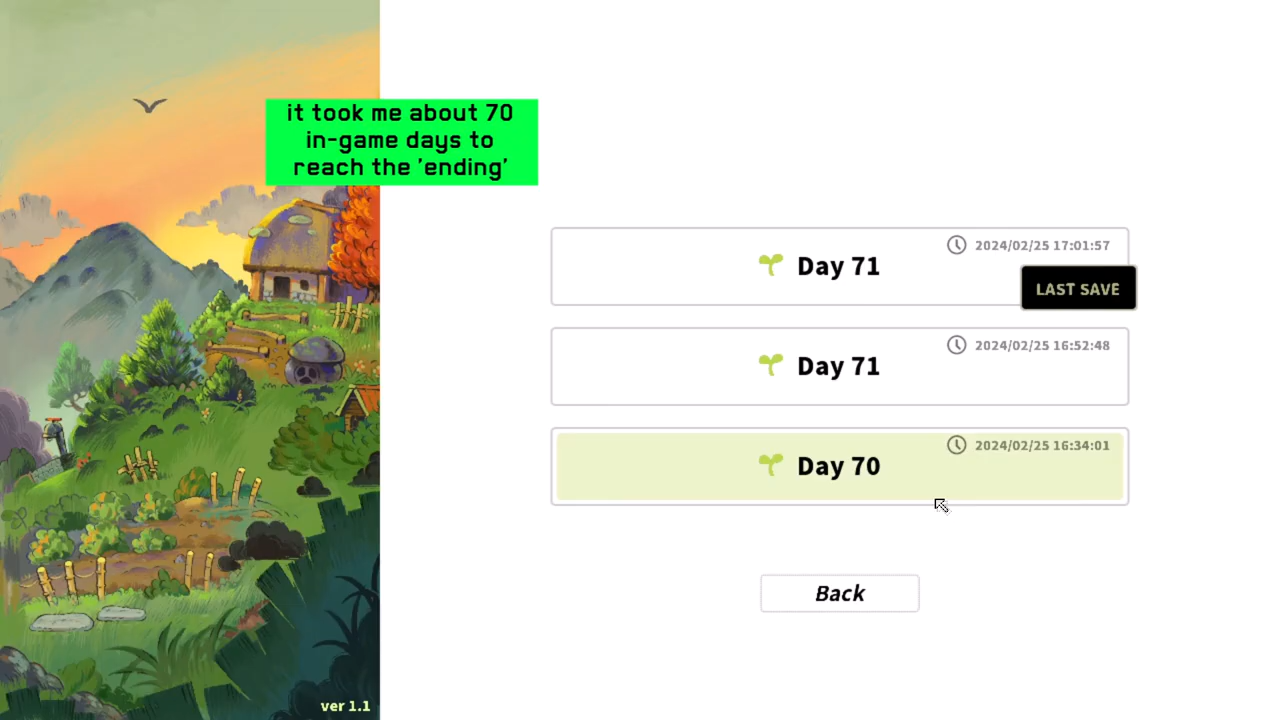 it took me about 70
in-game days to
reach the 'ending'
2024/02/25 17:01:57
Day 71
LAST SAVE
2024/02/25 16:52:48
Day 71
2024/02/25 16:34:01
Day 70
Back
ver 1.1